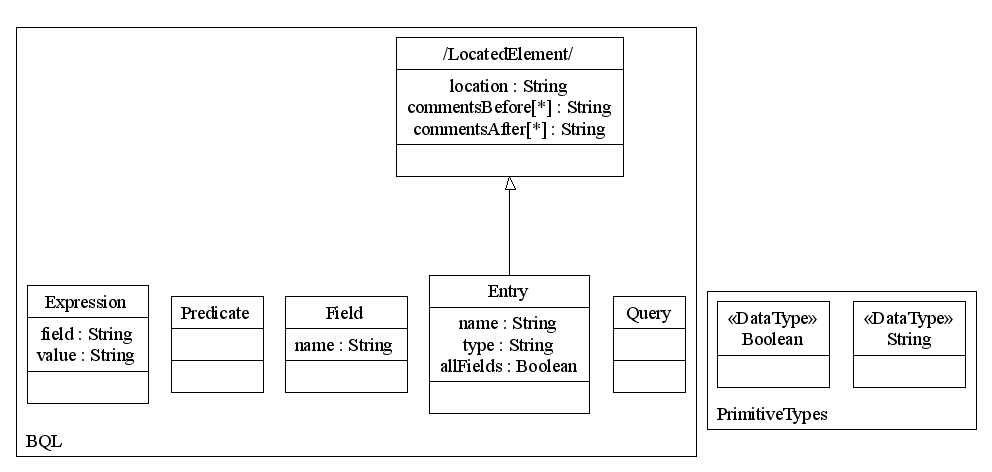 /LocatedElement/
location : String
commentsBefore[*] : String
commentsAfter[*] : String
Expression
field : String
value : String
Predicate
Field
name : String
Entry
name : String
type : String
allFields : Boolean
Query
BQL
«DataType»
Boolean
«DataType»
String
PrimitiveTypes